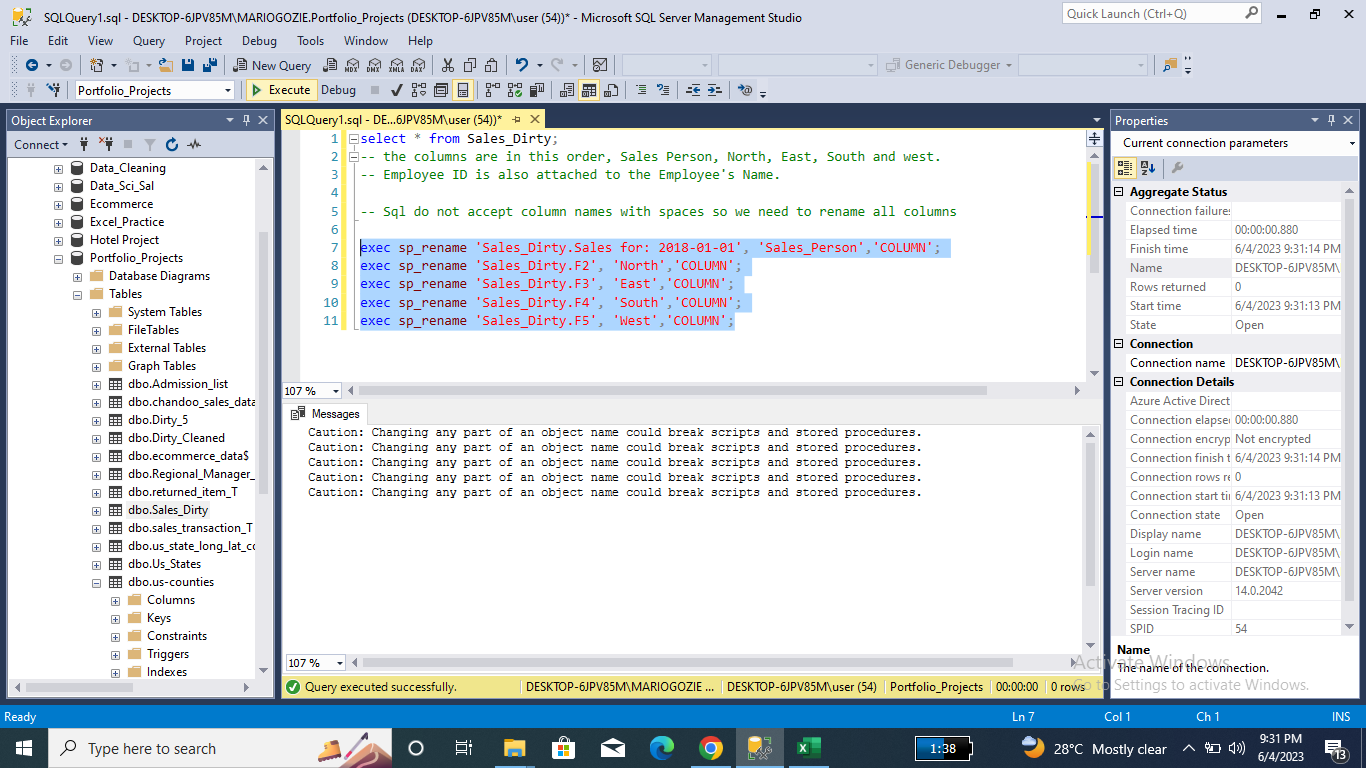 SQLQuery1.sql - DESKTOP-6JPV85M\MARIOGOZIE.Portfolio_Projects (DESKTOP-6JPV85M\user (54))* - Microsoft SQL Server Management Studio
Quick Launch (Ctrl+Q)
File Edit View Query Project Debug Tools Window Help
New Query
MDX DMX XMLA DAX
Generic Debugger
Portfolio_Projects
Execute Debug
Object Explorer
Connect
Data_Cleaning
Data_Sci_Sal
Ecommerce
Excel_Practice
Hotel Project
Portfolio_Projects
Database Diagrams
Tables
System Tables
FileTables
External Tables
Graph Tables
dbo.Admission_list
dbo.chandoo_sales_data
dbo.Dirty_5
dbo.Dirty_Cleaned
dbo.ecommerce_data$
dbo.Regional_Manager_
dbo.returned_item_T
dbo.Sales_Dirty
dbo.sales_transaction_T
dbo.us_state_long_lat_co
dbo.Us_States
dbo.us-counties
Columns
Keys
Constraints
Triggers
Indexes
SQLQuery1.sql - DE...6JPV85M\user (54))*
1 select * from Sales_Dirty;
2 -- the columns are in this order, Sales Person, North, East, South and west.
3 -- Employee ID is also attached to the Employee's Name.
4
5 -- Sql do not accept column names with spaces so we need to rename all columns
6
7 exec sp_rename 'Sales_Dirty.Sales for: 2018-01-01', 'Sales_Person','COLUMN';
8 exec sp_rename 'Sales_Dirty.F2', 'North','COLUMN';
9 exec sp_rename 'Sales_Dirty.F3', 'East','COLUMN';
10 exec sp_rename 'Sales_Dirty.F4', 'South','COLUMN';
11 exec sp_rename 'Sales_Dirty.F5', 'West','COLUMN';
107 %
Messages
Caution: Changing any part of an object name could break scripts and stored procedures.
Caution: Changing any part of an object name could break scripts and stored procedures.
Caution: Changing any part of an object name could break scripts and stored procedures.
Caution: Changing any part of an object name could break scripts and stored procedures.
Caution: Changing any part of an object name could break scripts and stored procedures.
107 %
Query executed successfully. DESKTOP-6JPV85M\MARIOGOZIE ... DESKTOP-6JPV85M\user (54) Portfolio_Projects 00:00:00 0 rows
Properties
Current connection parameters
Aggregate Status
Connection failures
Elapsed time 00:00:00.880
Finish time 6/4/2023 9:31:14 PM
Name DESKTOP-6JPV85M\
Rows returned 0
Start time 6/4/2023 9:31:13 PM
State Open
Connection
Connection name DESKTOP-6JPV85M\
Connection Details
Azure Active Direct
Connection elapse 00:00:00.880
Connection encryp Not encrypted
Connection finish t 6/4/2023 9:31:14 PM
Connection rows re 0
Connection start ti 6/4/2023 9:31:13 PM
Connection state Open
Display name DESKTOP-6JPV85M\
Login name DESKTOP-6JPV85M\
Server name DESKTOP-6JPV85M\
Server version 14.0.2042
Session Tracing ID
SPID 54
Name
The name of the connection.
Activate Windows
Go to Settings to activate Windows.
Ready Ln 7 Col 1 Ch 1 INS
Type here to search
1:38
28°C Mostly clear
9:31 PM
6/4/2023
13